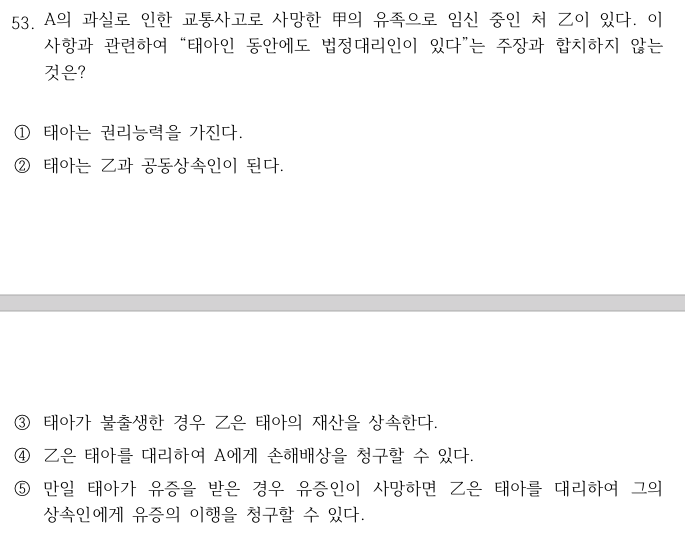 53. A의 과실로 인한 교통사고로 사망한 甲의 유족으로 임신 중인 처 乙이 있다. 이
사항과 관련하여 “태아인 동안에도 법정대리인이 있다”는 주장과 합치하지 않는
것은?
① 태아는 권리능력을 가진다.
② 태아는 乙과 공동상속인이 된다.
③ 태아가 불출생한 경우 乙은 태아의 재산을 상속한다.
④ 乙은 태아를 대리하여 A에게 손해배상을 청구할 수 있다.
⑤ 만일 태아가 유증을 받은 경우 유증인이 사망하면 乙은 태아를 대리하여 그의
상속인에게 유증의 이행을 청구할 수 있다.